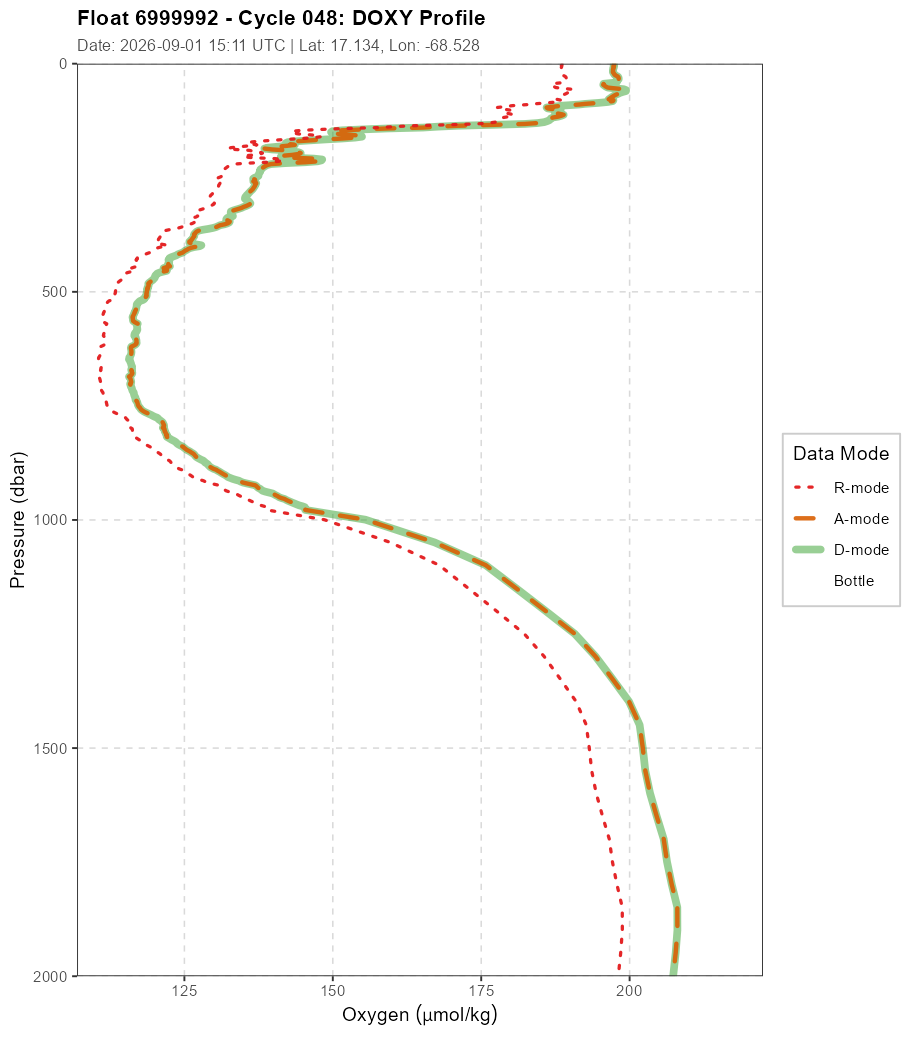 Float 6999992 - Cycle 048: DOXY Profile
Date: 2026-09-01 15:11 UTC | Lat: 17.134, Lon: -68.528
0
500
1000
1500
2000
Pressure (dbar)
125
150
175
200
Oxygen (μmol/kg)
Data Mode
R-mode
A-mode
D-mode
Bottle